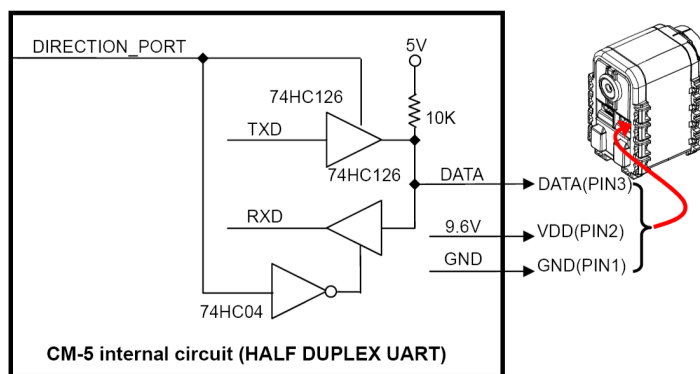 DIRECTION_PORT
5V
74HC126
10K
TXD
74HC126
DATA
DATA(PIN3)
RXD
9.6V
VDD(PIN2)
GND
GND(PIN1)
74HC04
CM-5 internal circuit (HALF DUPLEX UART)